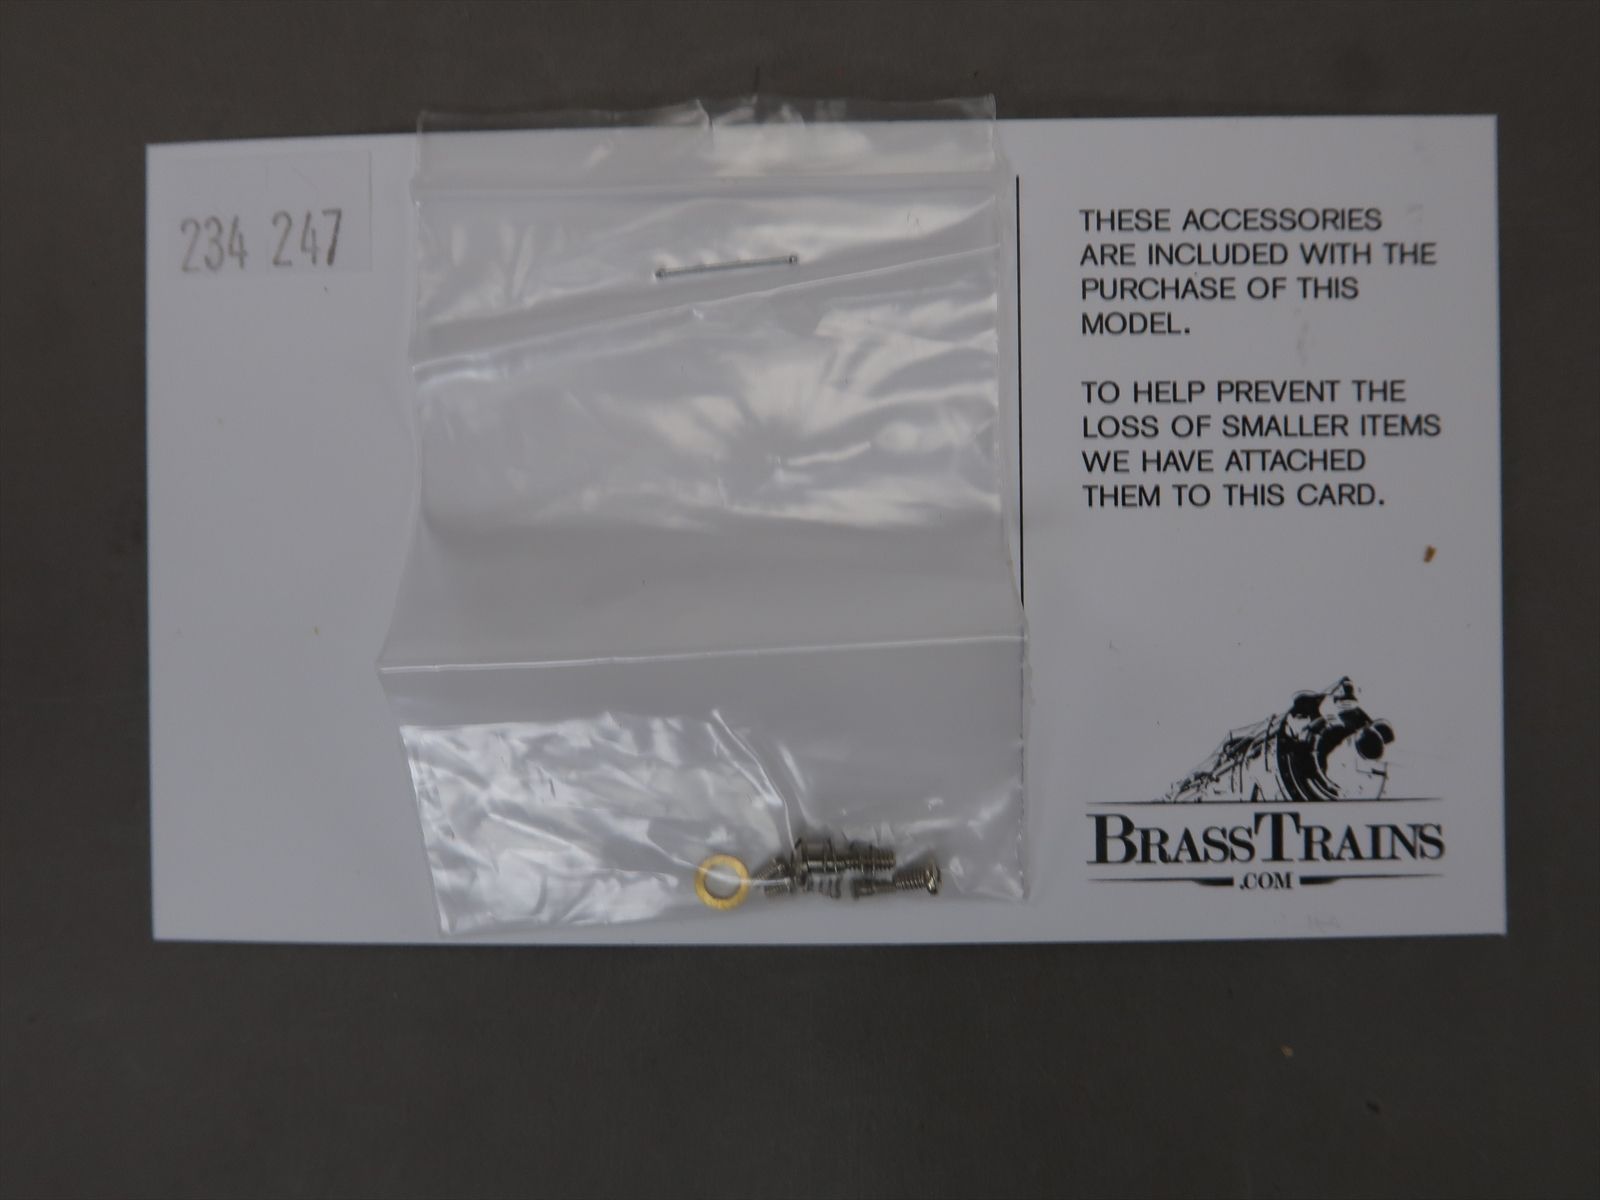 234 247
THESE ACCESSORIES
ARE INCLUDED WITH THE
PURCHASE OF THIS
MODEL.
TO HELP PREVENT THE
LOSS OF SMALLER ITEMS
WE HAVE ATTACHED
THEM TO THIS CARD.
BRASSTRAINS
.COM